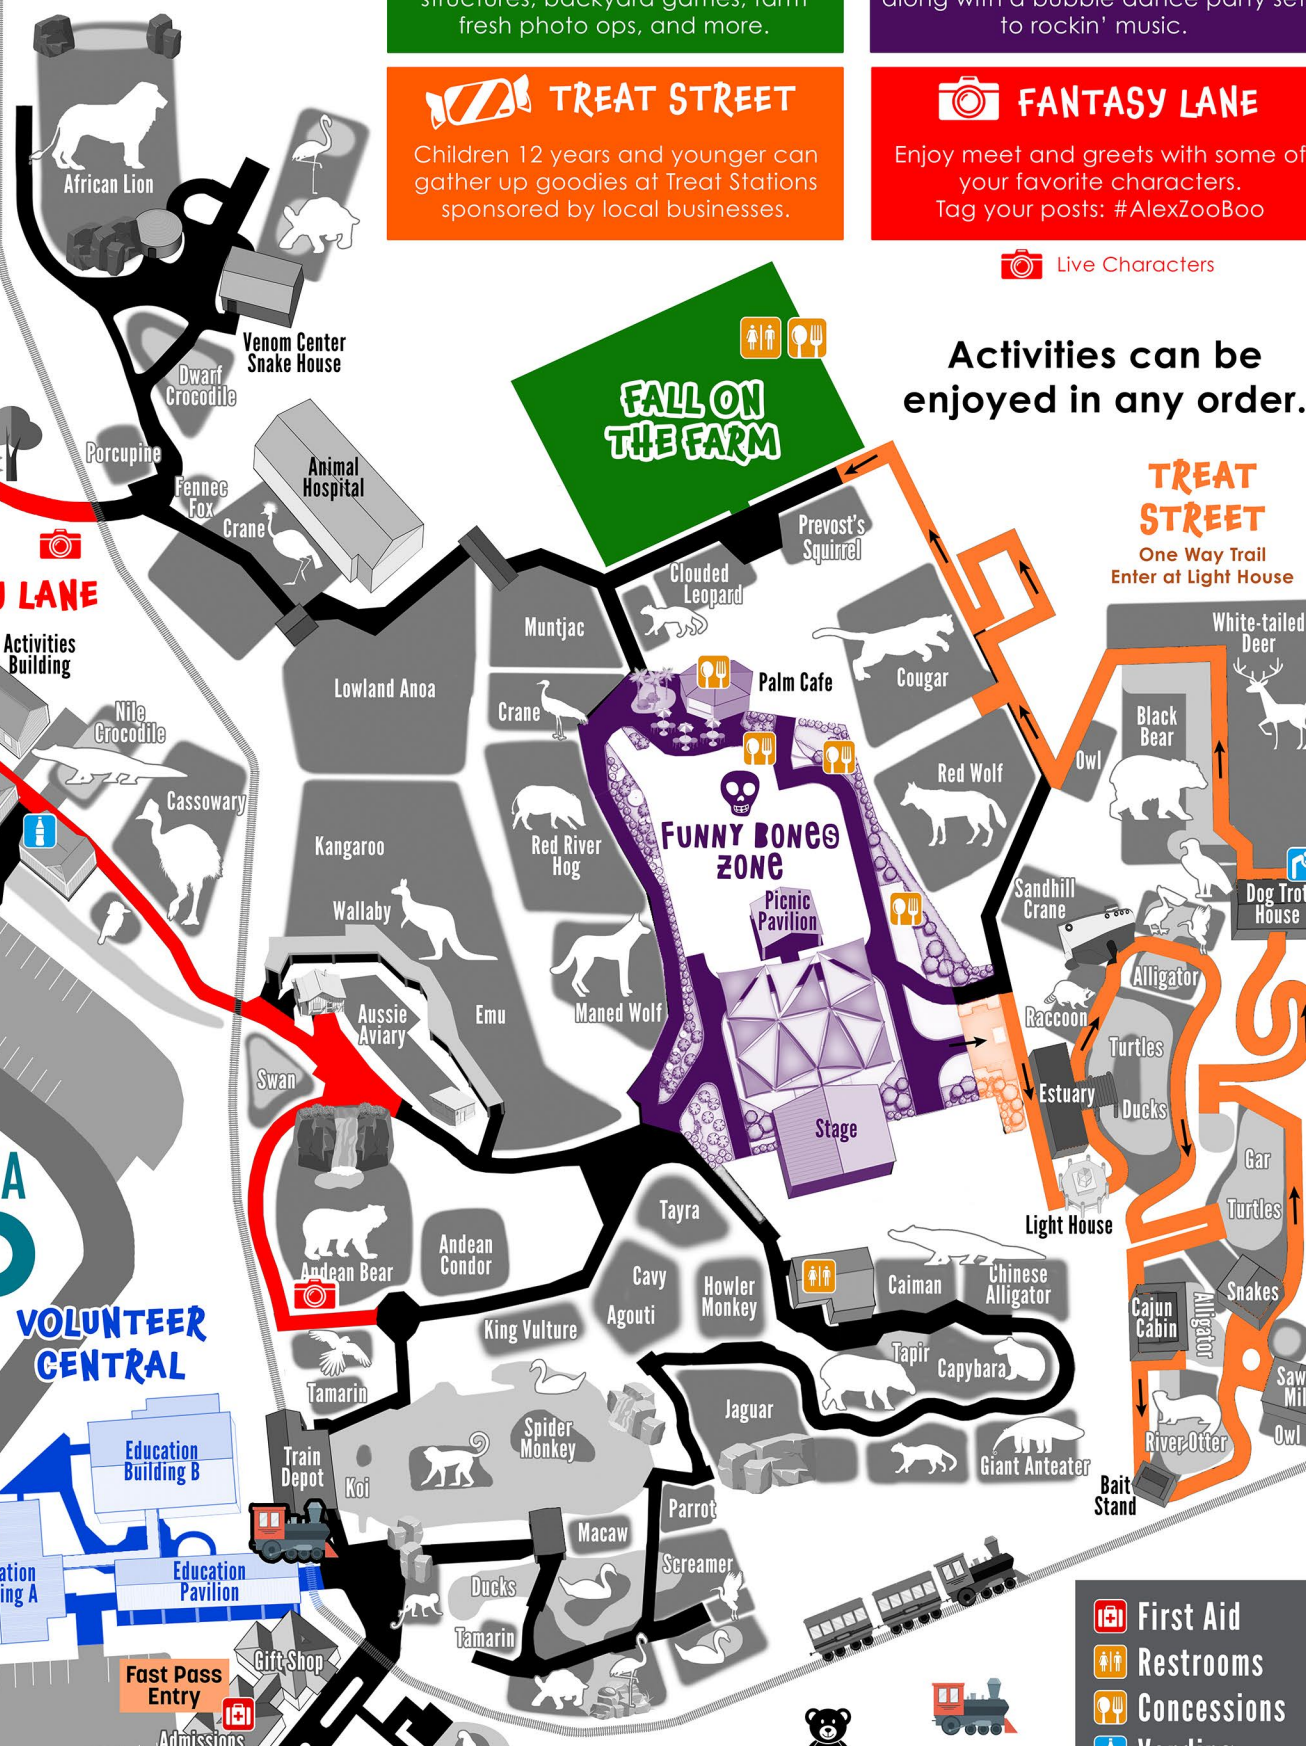 structures, backyard games, farm
fresh photo ops, and more.
along with a bubble dance party set
to rockin' music.
TREAT STREET
Children 12 years and younger can
gather up goodies at Treat Stations
sponsored by local businesses.
FANTASY LANE
Enjoy meet and greets with some of
your favorite characters.
Tag your posts: #AlexZooBoo
Live Characters
Activities can be
enjoyed in any order.
African Lion
Venom Center
Snake House
Dwarf
Crocodile
Porcupine
Fennec
Fox
Crane
Animal
Hospital
FALL ON
THE FARM
TREAT
STREET
One Way Trail
Enter at Light House
Prevost's
Squirrel
Clouded
Leopard
LANE
Activities
Building
Muntjac
Lowland Anoa
Crane
Palm Cafe
Cougar
White-tailed
Deer
Black
Bear
Owl
Nile
Crocodile
Cassowary
Red Wolf
Kangaroo
Wallaby
Red River
Hog
FUNNY BONES
ZONE
Picnic
Pavilion
Sandhill
Crane
Dog Trot
House
Aussie
Aviary
Emu
Maned Wolf
Alligator
Raccoon
Turtles
Ducks
Estuary
Swan
Stage
Gar
Turtles
Light House
Tayra
Andean Bear
Andean
Condor
Cavy
Agouti
Howler
Monkey
Caiman
Chinese
Alligator
Cajun
Cabin
Alligator
Snakes
A
VOLUNTEER
CENTRAL
King Vulture
Tamarin
Tapir
Capybara
Jaguar
Saw
Mil
Owl
River Otter
Education
Building B
Train
Depot
Koi
Spider
Monkey
Giant Anteater
Bait
Stand
Parrot
Macaw
Screamer
ation
ing A
Education
Pavilion
Ducks
Tamarin
Gift Shop
Fast Pass
Entry
Admissions
First Aid
Restrooms
Concessions
Vending